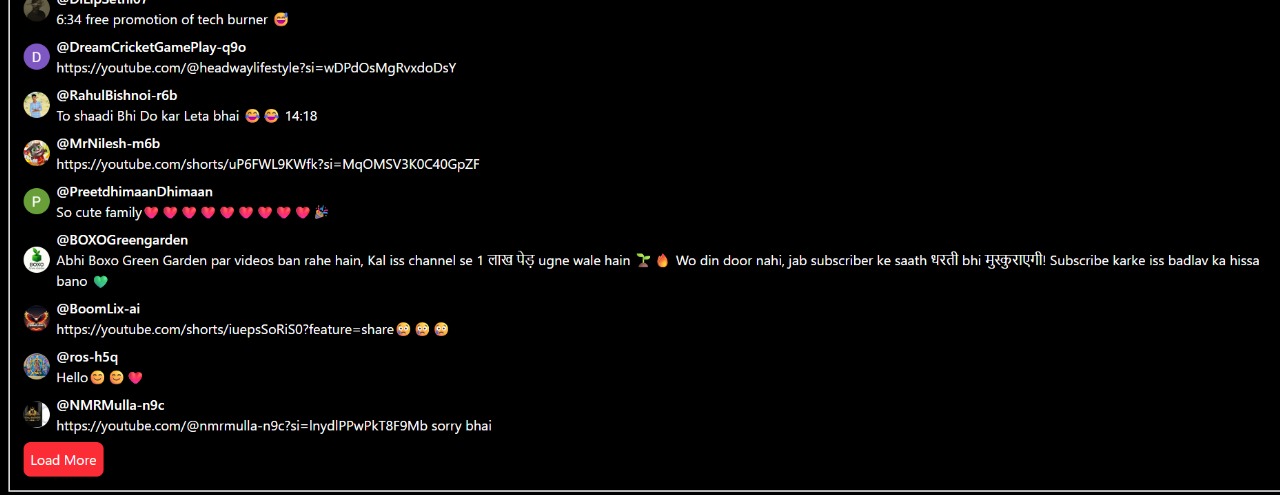 @DilipSethi07
6:34 free promotion of tech burner 😅
D
@DreamCricketGamePlay-q9o
https://youtube.com/@headwaylifestyle?si=wDPdOsMgRvxdoDsY
@RahulBishnoi-r6b
To shaadi Bhi Do kar Leta bhai 😂 😂 14:18
@MrNilesh-m6b
https://youtube.com/shorts/uP6FWL9KWfk?si=MqOMSV3K0C40GpZF
P
@PreetdhimaanDhimaan
So cute family❤️ ❤️ ❤️ ❤️ ❤️ ❤️ ❤️ ❤️ ❤️ 🎉
BOXO
@BOXOGreengarden
Abhi Boxo Green Garden par videos ban rahe hain, Kal iss channel se 1 लाख पेड़ ugne wale hain 🌱 🔥 Wo din door nahi, jab subscriber ke saath धरती bhi मुस्कुराएगी! Subscribe karke iss badlav ka hissa
bano 💚
@BoomLix-ai
https://youtube.com/shorts/iuepsSoRiS0?feature=share😳 😳 😳
@ros-h5q
Hello😊 😊 ❤️
@NMRMulla-n9c
https://youtube.com/@nmrmulla-n9c?si=lnydlPPwPkT8F9Mb sorry bhai
Load More